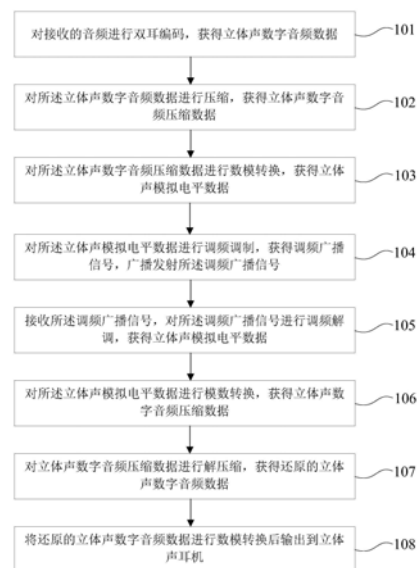 对接收的音频进行双耳编码，获得立体声数字音频数据
101
对所述立体声数字音频数据进行压缩，获得立体声数字音
频压缩数据
102
对所述立体声数字音频压缩数据进行数模转换，获得立体
声模拟电平数据
103
对所述立体声模拟电平数据进行调频调制，获得调频广播
信号，广播发射所述调频广播信号
104
接收所述调频广播信号，对所述调频广播信号进行调频解
调，获得立体声模拟电平数据
105
对所述立体声模拟电平数据进行模数转换，获得立体声数
字音频压缩数据
106
对立体声数字音频压缩数据进行解压缩，获得还原的立体
声数字音频数据
107
将还原的立体声数字音频数据进行数模转换后输出到立体
声耳机
108